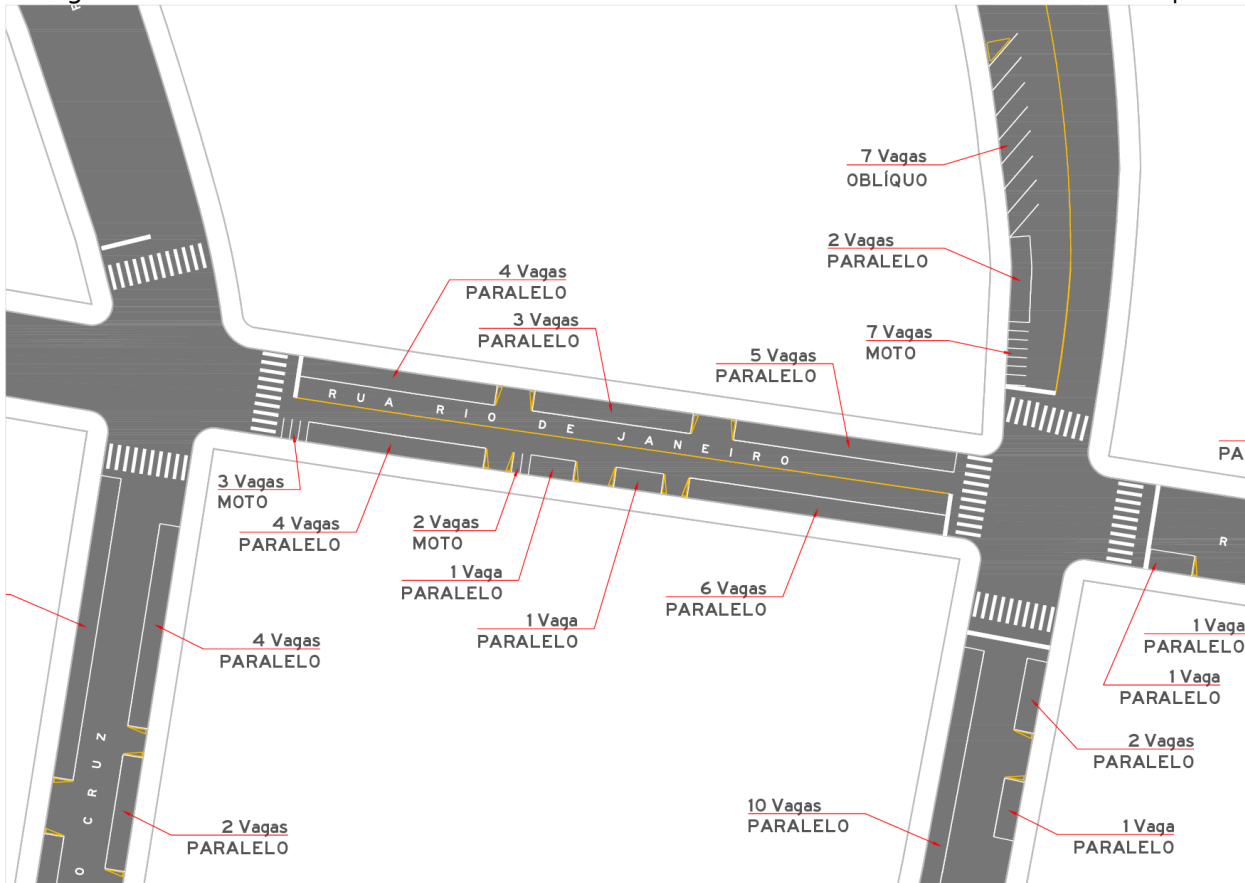 7 Vagas
OBLÍQUO
2 Vagas
PARALELO
4 Vagas
PARALELO
3 Vagas
PARALELO
7 Vagas
MOTO
5 Vagas
PARALELO
RUA RIO DE JANEIRO
3 Vagas
MOTO
4 Vagas
PARALELO
2 Vagas
MOTO
1 Vaga
PARALELO
6 Vagas
PARALELO
1 Vaga
PARALELO
4 Vagas
PARALELO
PA
R
1 Vaga
PARALELO
1 Vaga
PARALELO
2 Vagas
PARALELO
10 Vagas
PARALELO
1 Vaga
PARALELO
2 Vagas
PARALELO
O CRUZ